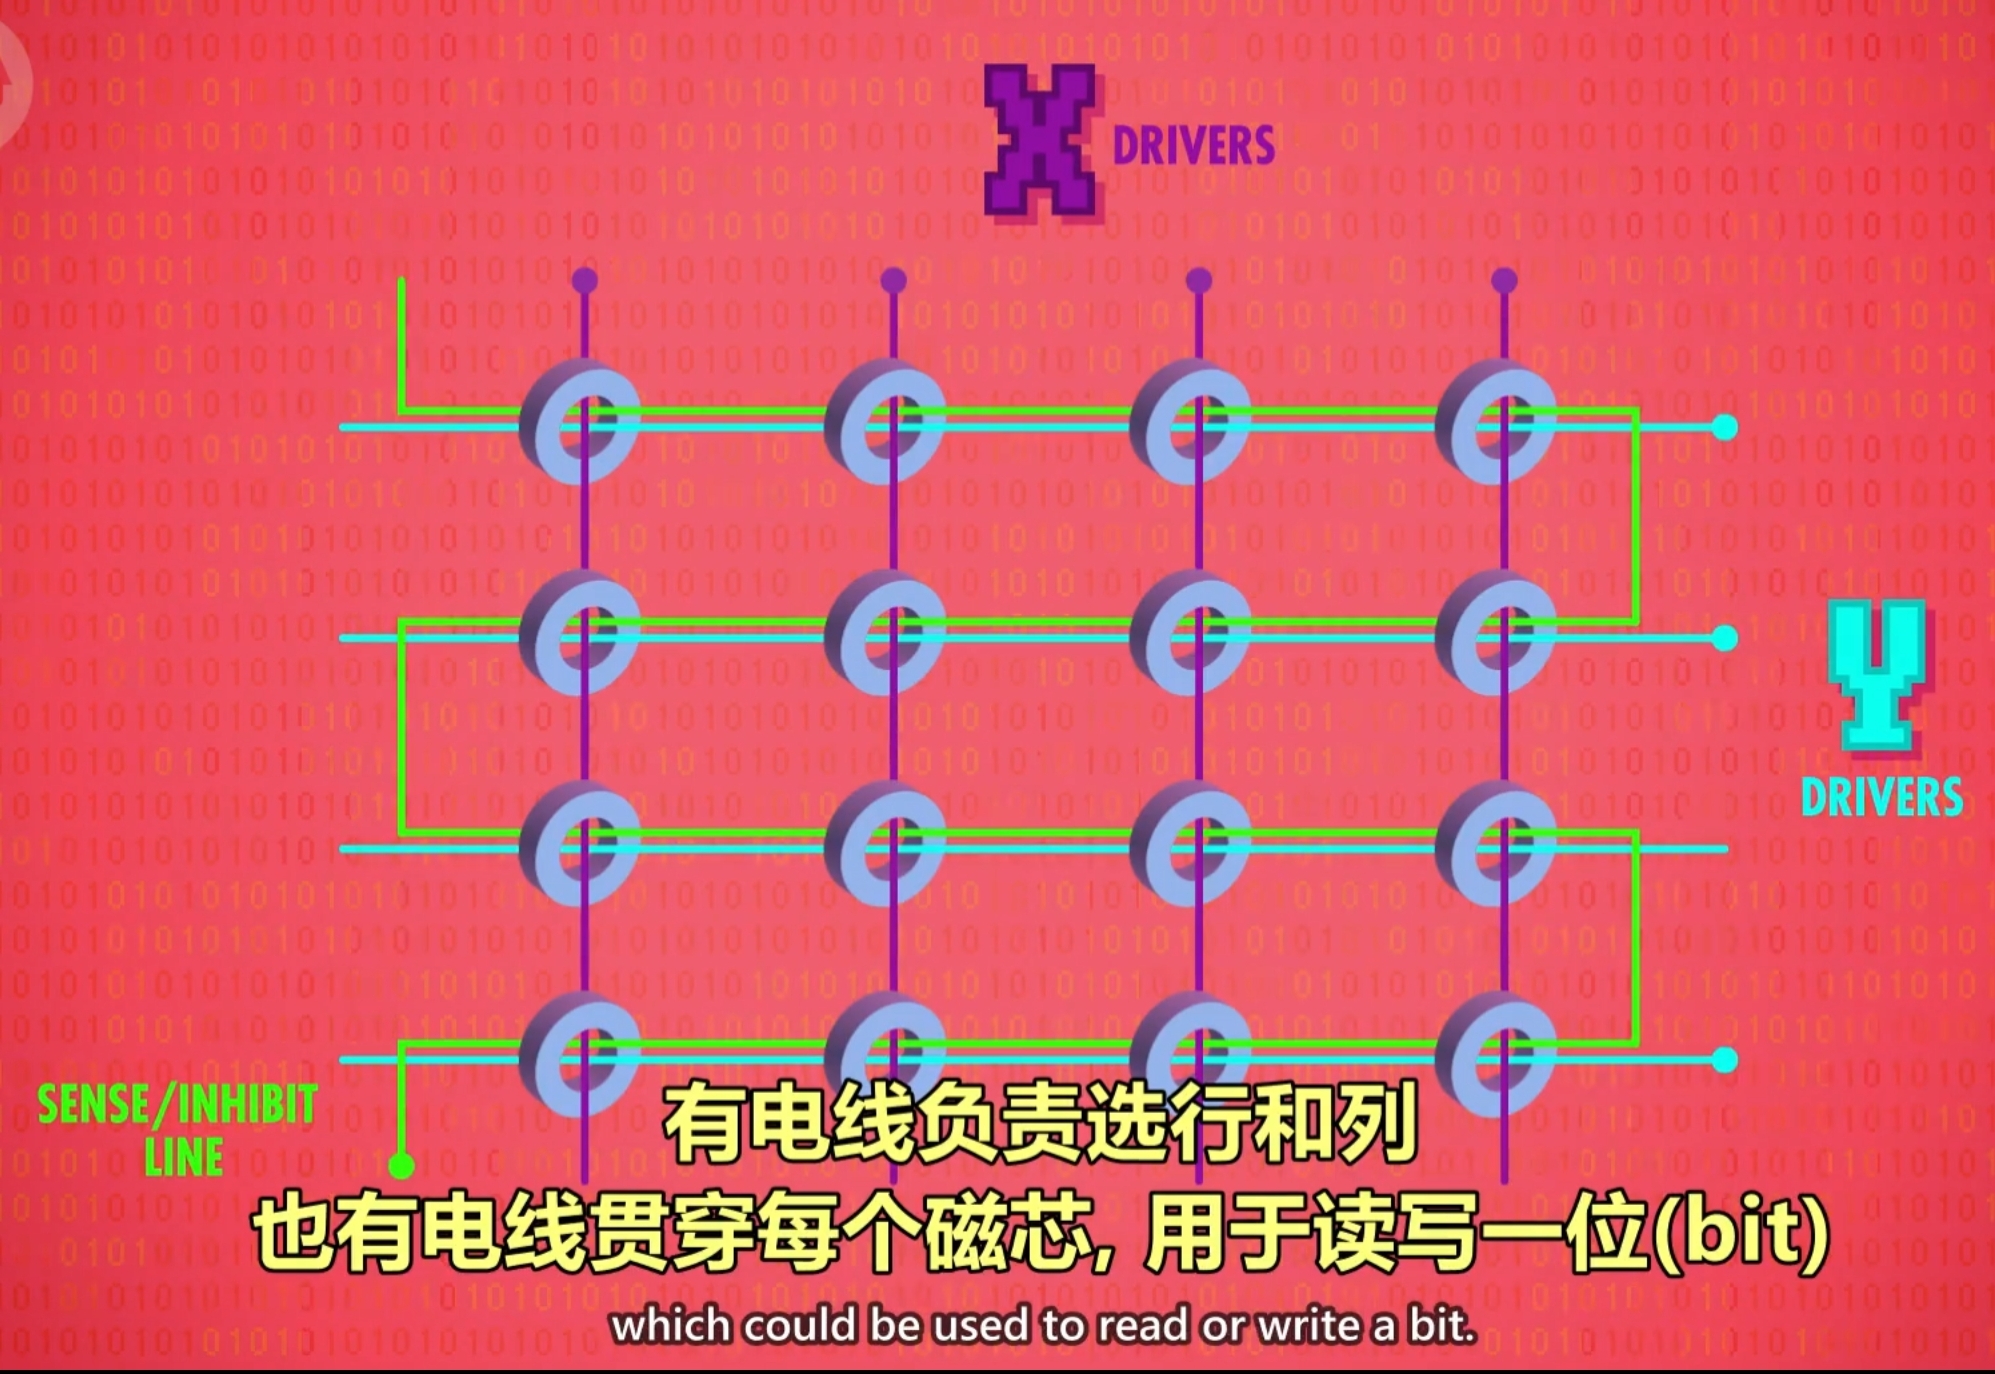 X DRIVERS
Y
DRIVERS
SENSE/INHIBIT
LINE
有电线负责选行和列
也有电线贯穿每个磁芯, 用于读写一位(bit)
which could be used to read or write a bit.